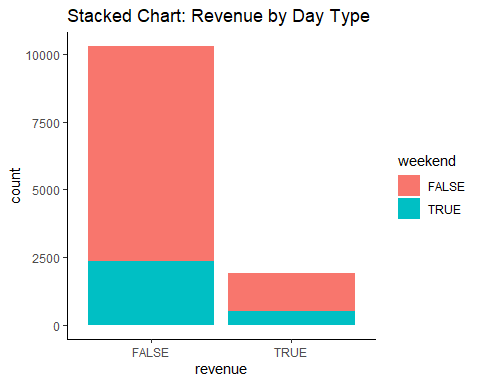 Stacked Chart: Revenue by Day Type
10000
7500
5000
2500
0
count
FALSE
TRUE
revenue
weekend
FALSE
TRUE